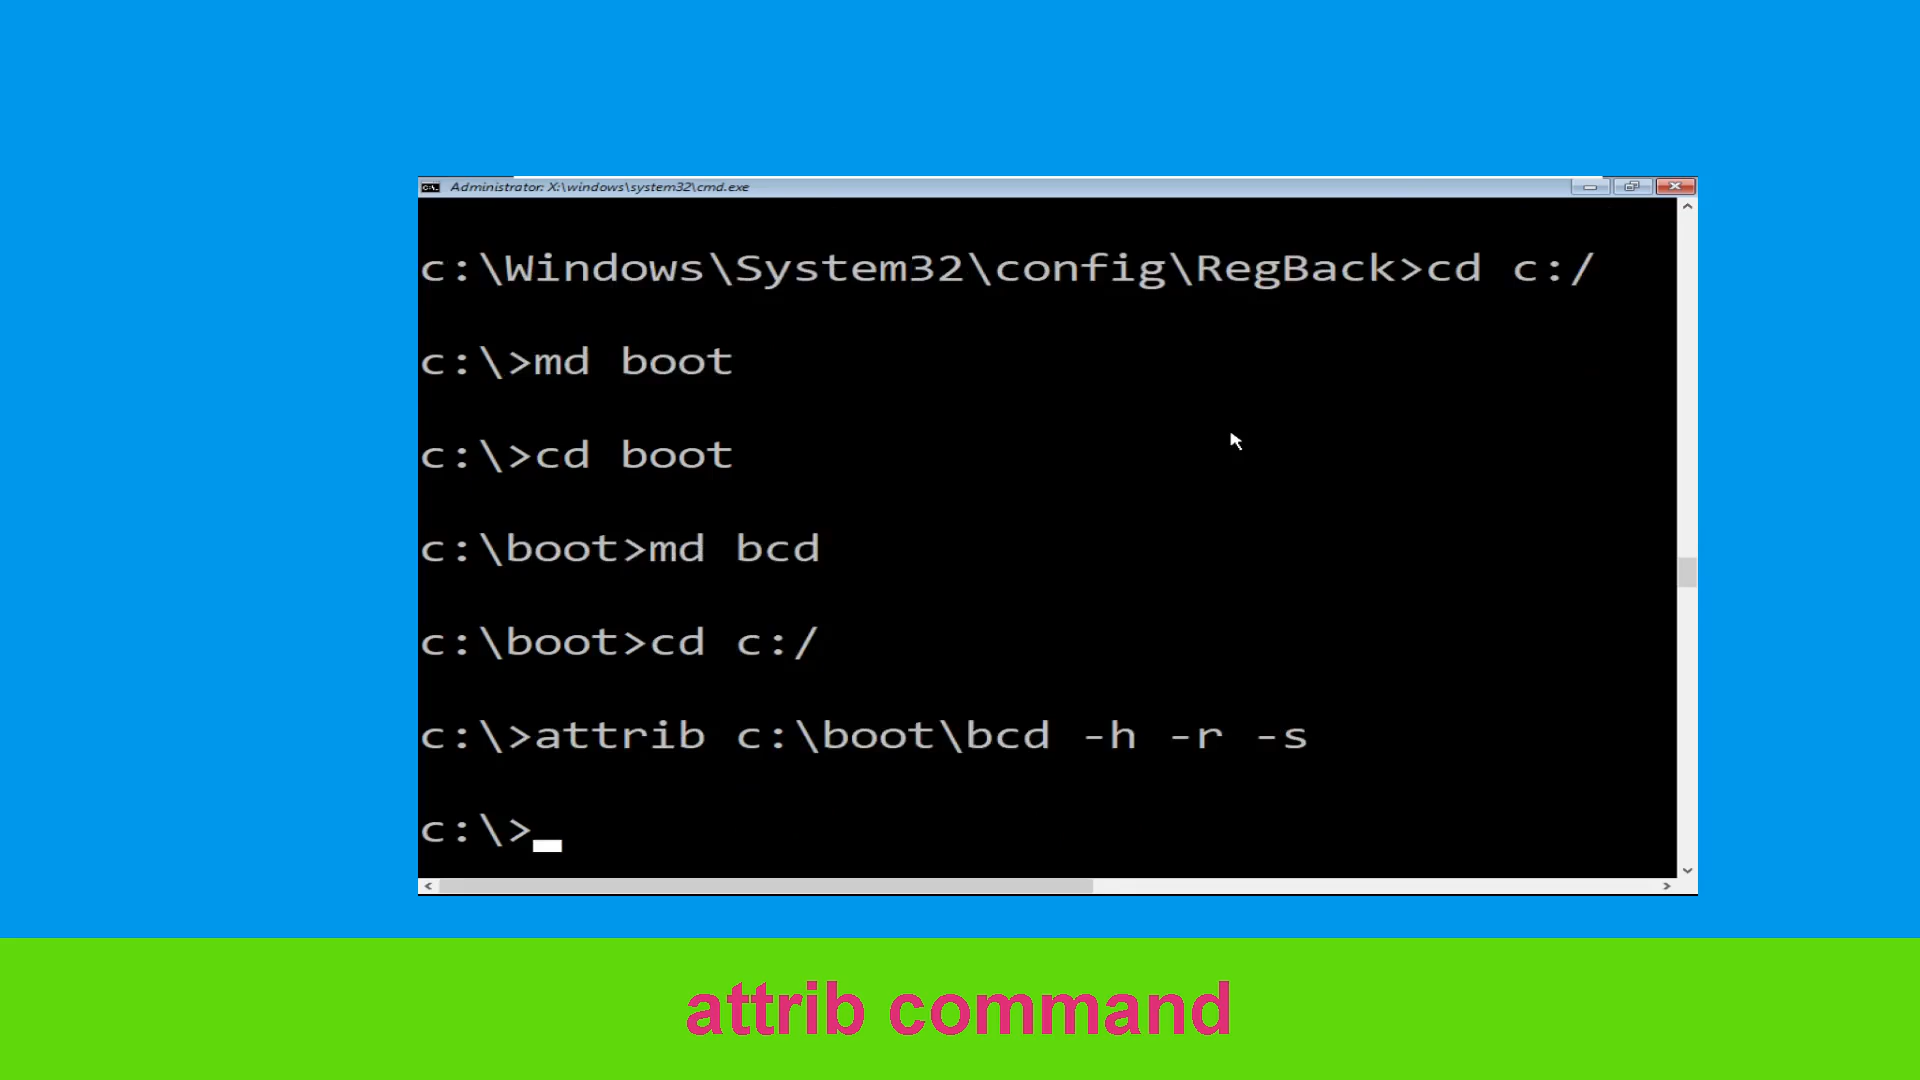 Administrator: X:\windows\system32\cmd.exe
c:\Windows\System32\config\RegBack>cd c:/
c:\>md boot
c:\>cd boot
c:\boot>md bcd
c:\boot>cd c:/
c:\>attrib c:\boot\bcd -h -r -s
c:\>
attrib command